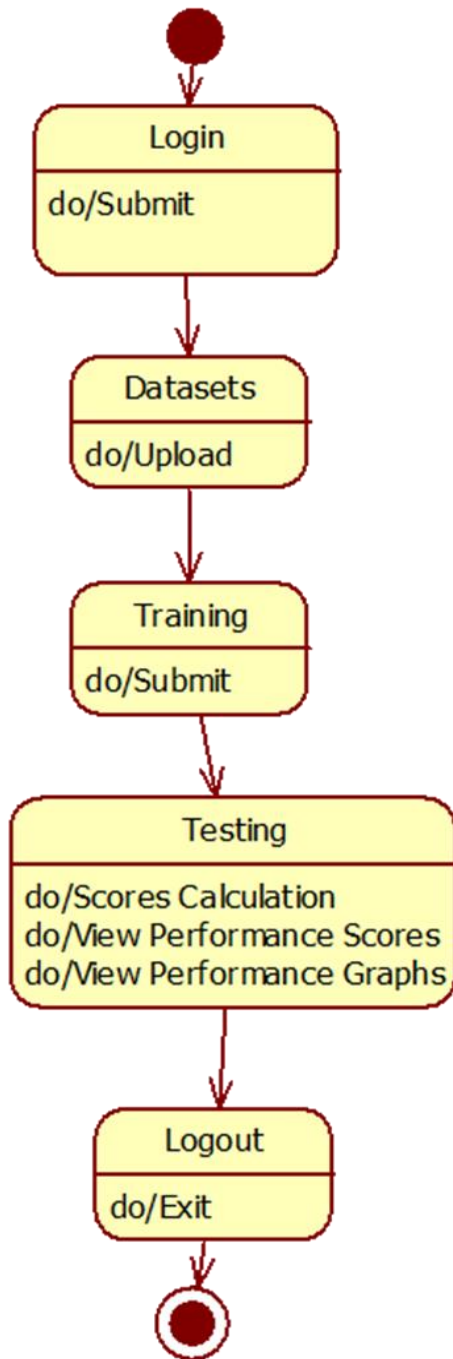 Login
do/Submit
Datasets
do/Upload
Training
do/Submit
Testing
do/Scores Calculation
do/View Performance Scores
do/View Performance Graphs
Logout
do/Exit